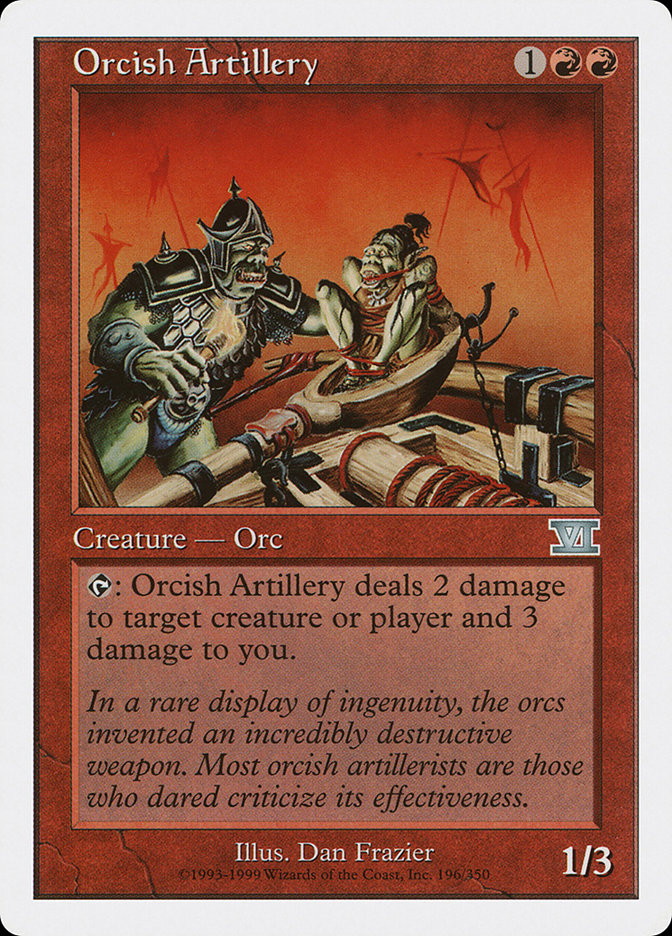 Orcish Artillery 1
Creature — Orc VI
: Orcish Artillery deals 2 damage
to target creature or player and 3
damage to you.
In a rare display of ingenuity, the orcs
invented an incredibly destructive
weapon. Most orcish artillerists are those
who dared criticize its effectiveness.
Illus. Dan Frazier
©1993-1999 Wizards of the Coast, Inc. 196/350
1/3